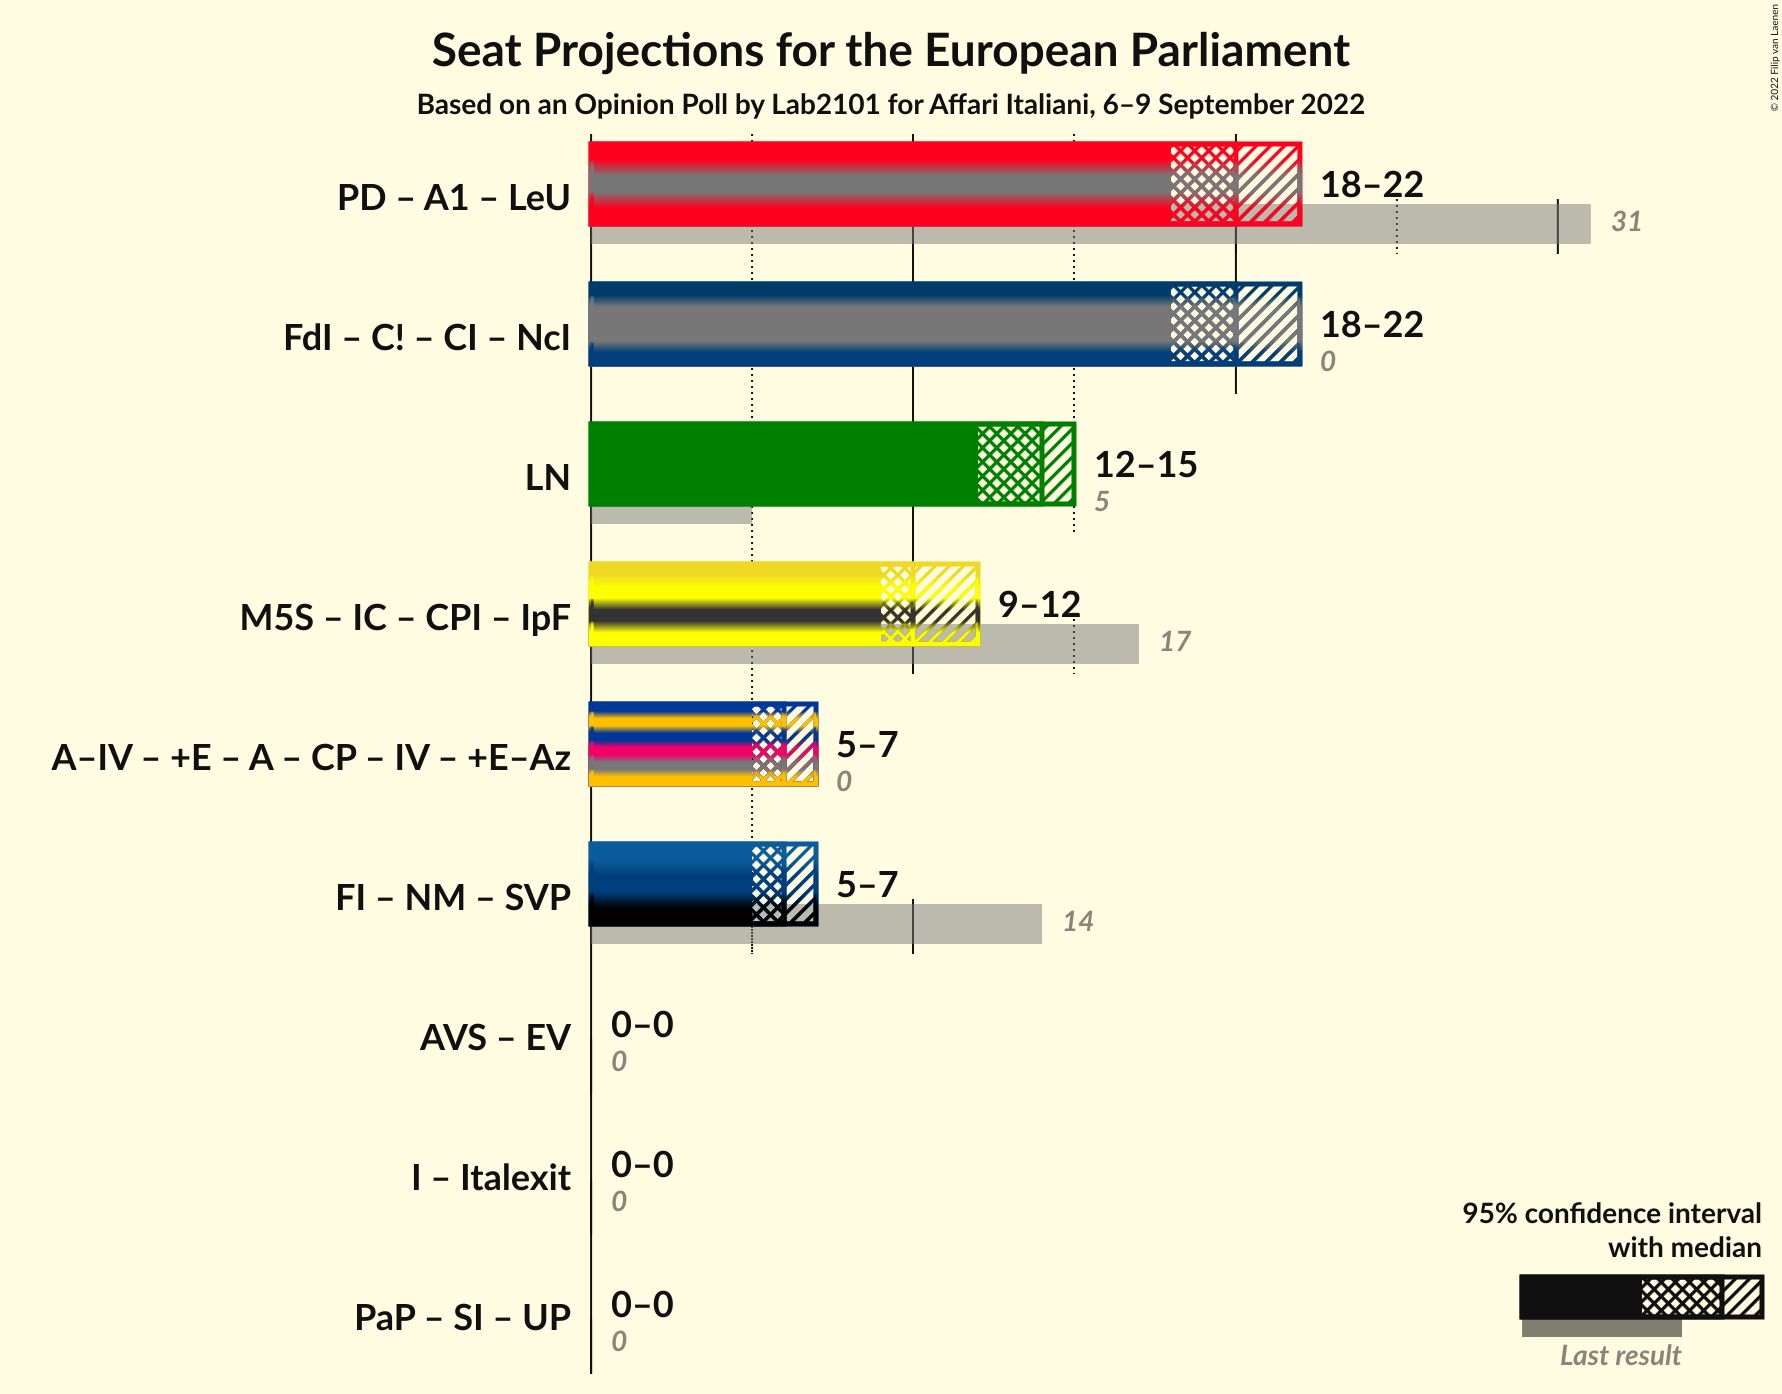 Seat Projections for the European Parliament
Based on an Opinion Poll by Lab2101 for Affari Italiani, 6–9 September 2022
© 2022 Filip van Laenen
PD – A1 – LeU
18–22
31
FdI – C! – CI – NcI
18–22
0
LN
12–15
5
M5S – IC – CPI – IpF
9–12
17
A–IV – +E – A – CP – IV – +E–Az
5–7
0
FI – NM – SVP
5–7
14
AVS – EV
0–0
0
I – Italexit
0–0
0
PaP – SI – UP
0–0
0
95% confidence interval
with median
Last result